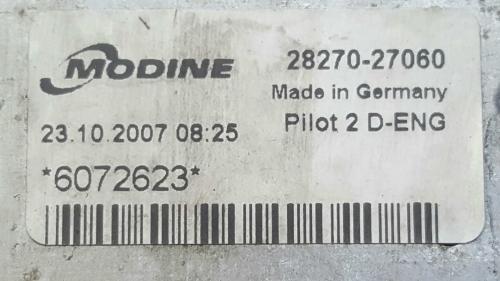 MODINE
28270-27060
Made in Germany
23.10.2007 08:25
Pilot 2 D-ENG
*6072623*